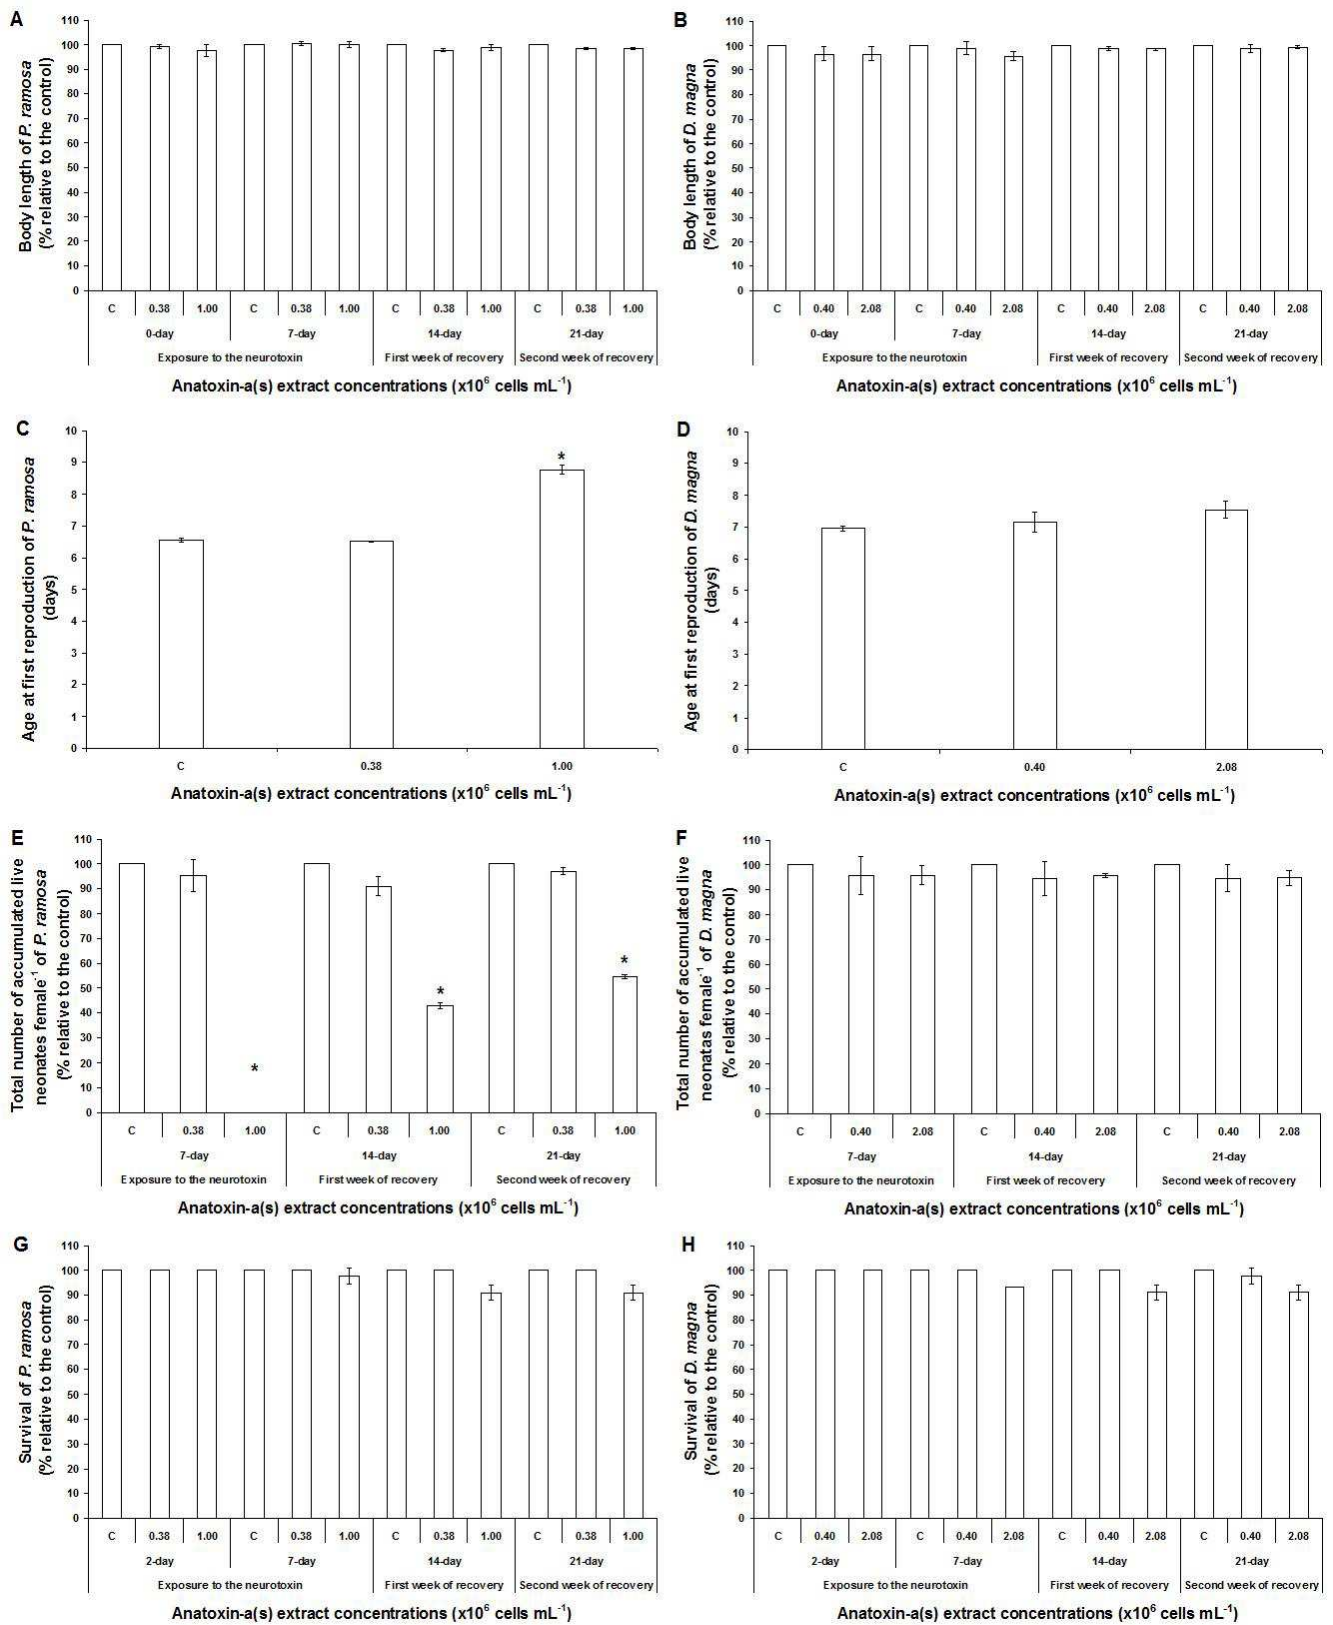 A
Body length of P. ramosa
(% relative to the control)
110
100
90
80
70
60
50
40
30
20
10
0
C 0.38 1.00 C 0.38 1.00 C 0.38 1.00 C 0.38 1.00
0-day 7-day 14-day 21-day
Exposure to the neurotoxin First week of recovery Second week of recovery
Anatoxin-a(s) extract concentrations (x10⁶ cells mL⁻¹)
B
Body length of D. magna
(% relative to the control)
110
100
90
80
70
60
50
40
30
20
10
0
C 0.40 2.08 C 0.40 2.08 C 0.40 2.08 C 0.40 2.08
0-day 7-day 14-day 21-day
Exposure to the neurotoxin First week of recovery Second week of recovery
Anatoxin-a(s) extract concentrations (x10⁶ cells mL⁻¹)
C
Age at first reproduction of P. ramosa
(days)
10
9
8
7
6
5
4
3
2
1
0
*
C 0.38 1.00
Anatoxin-a(s) extract concentrations (x10⁶ cells mL⁻¹)
D
Age at first reproduction of D. magna
(days)
10
9
8
7
6
5
4
3
2
1
0
C 0.40 2.08
Anatoxin-a(s) extract concentrations (x10⁶ cells mL⁻¹)
E
Total number of accumulated live
neonates female⁻¹ of P. ramosa
(% relative to the control)
110
100
90
80
70
60
50
40
30
20
10
0
* * *
C 0.38 1.00 C 0.38 1.00 C 0.38 1.00
7-day 14-day 21-day
Exposure to the neurotoxin First week of recovery Second week of recovery
Anatoxin-a(s) extract concentrations (x10⁶ cells mL⁻¹)
F
Total number of accumulated live
neonatas female⁻¹ of D. magna
(% relative to the control)
110
100
90
80
70
60
50
40
30
20
10
0
C 0.40 2.08 C 0.40 2.08 C 0.40 2.08
7-day 14-day 21-day
Exposure to the neurotoxin First week of recovery Second week of recovery
Anatoxin-a(s) extract concentrations (x10⁶ cells mL⁻¹)
G
Survival of P. ramosa
(% relative to the control)
110
100
90
80
70
60
50
40
30
20
10
0
C 0.38 1.00 C 0.38 1.00 C 0.38 1.00 C 0.38 1.00
2-day 7-day 14-day 21-day
Exposure to the neurotoxin First week of recovery Second week of recovery
Anatoxin-a(s) extract concentrations (x10⁶ cells mL⁻¹)
H
Survival of D. magna
(% relative to the control)
110
100
90
80
70
60
50
40
30
20
10
0
C 0.40 2.08 C 0.40 2.08 C 0.40 2.08 C 0.40 2.08
2-day 7-day 14-day 21-day
Exposure to the neurotoxin First week of recovery Second week of recovery
Anatoxin-a(s) extract concentrations (x10⁶ cells mL⁻¹)